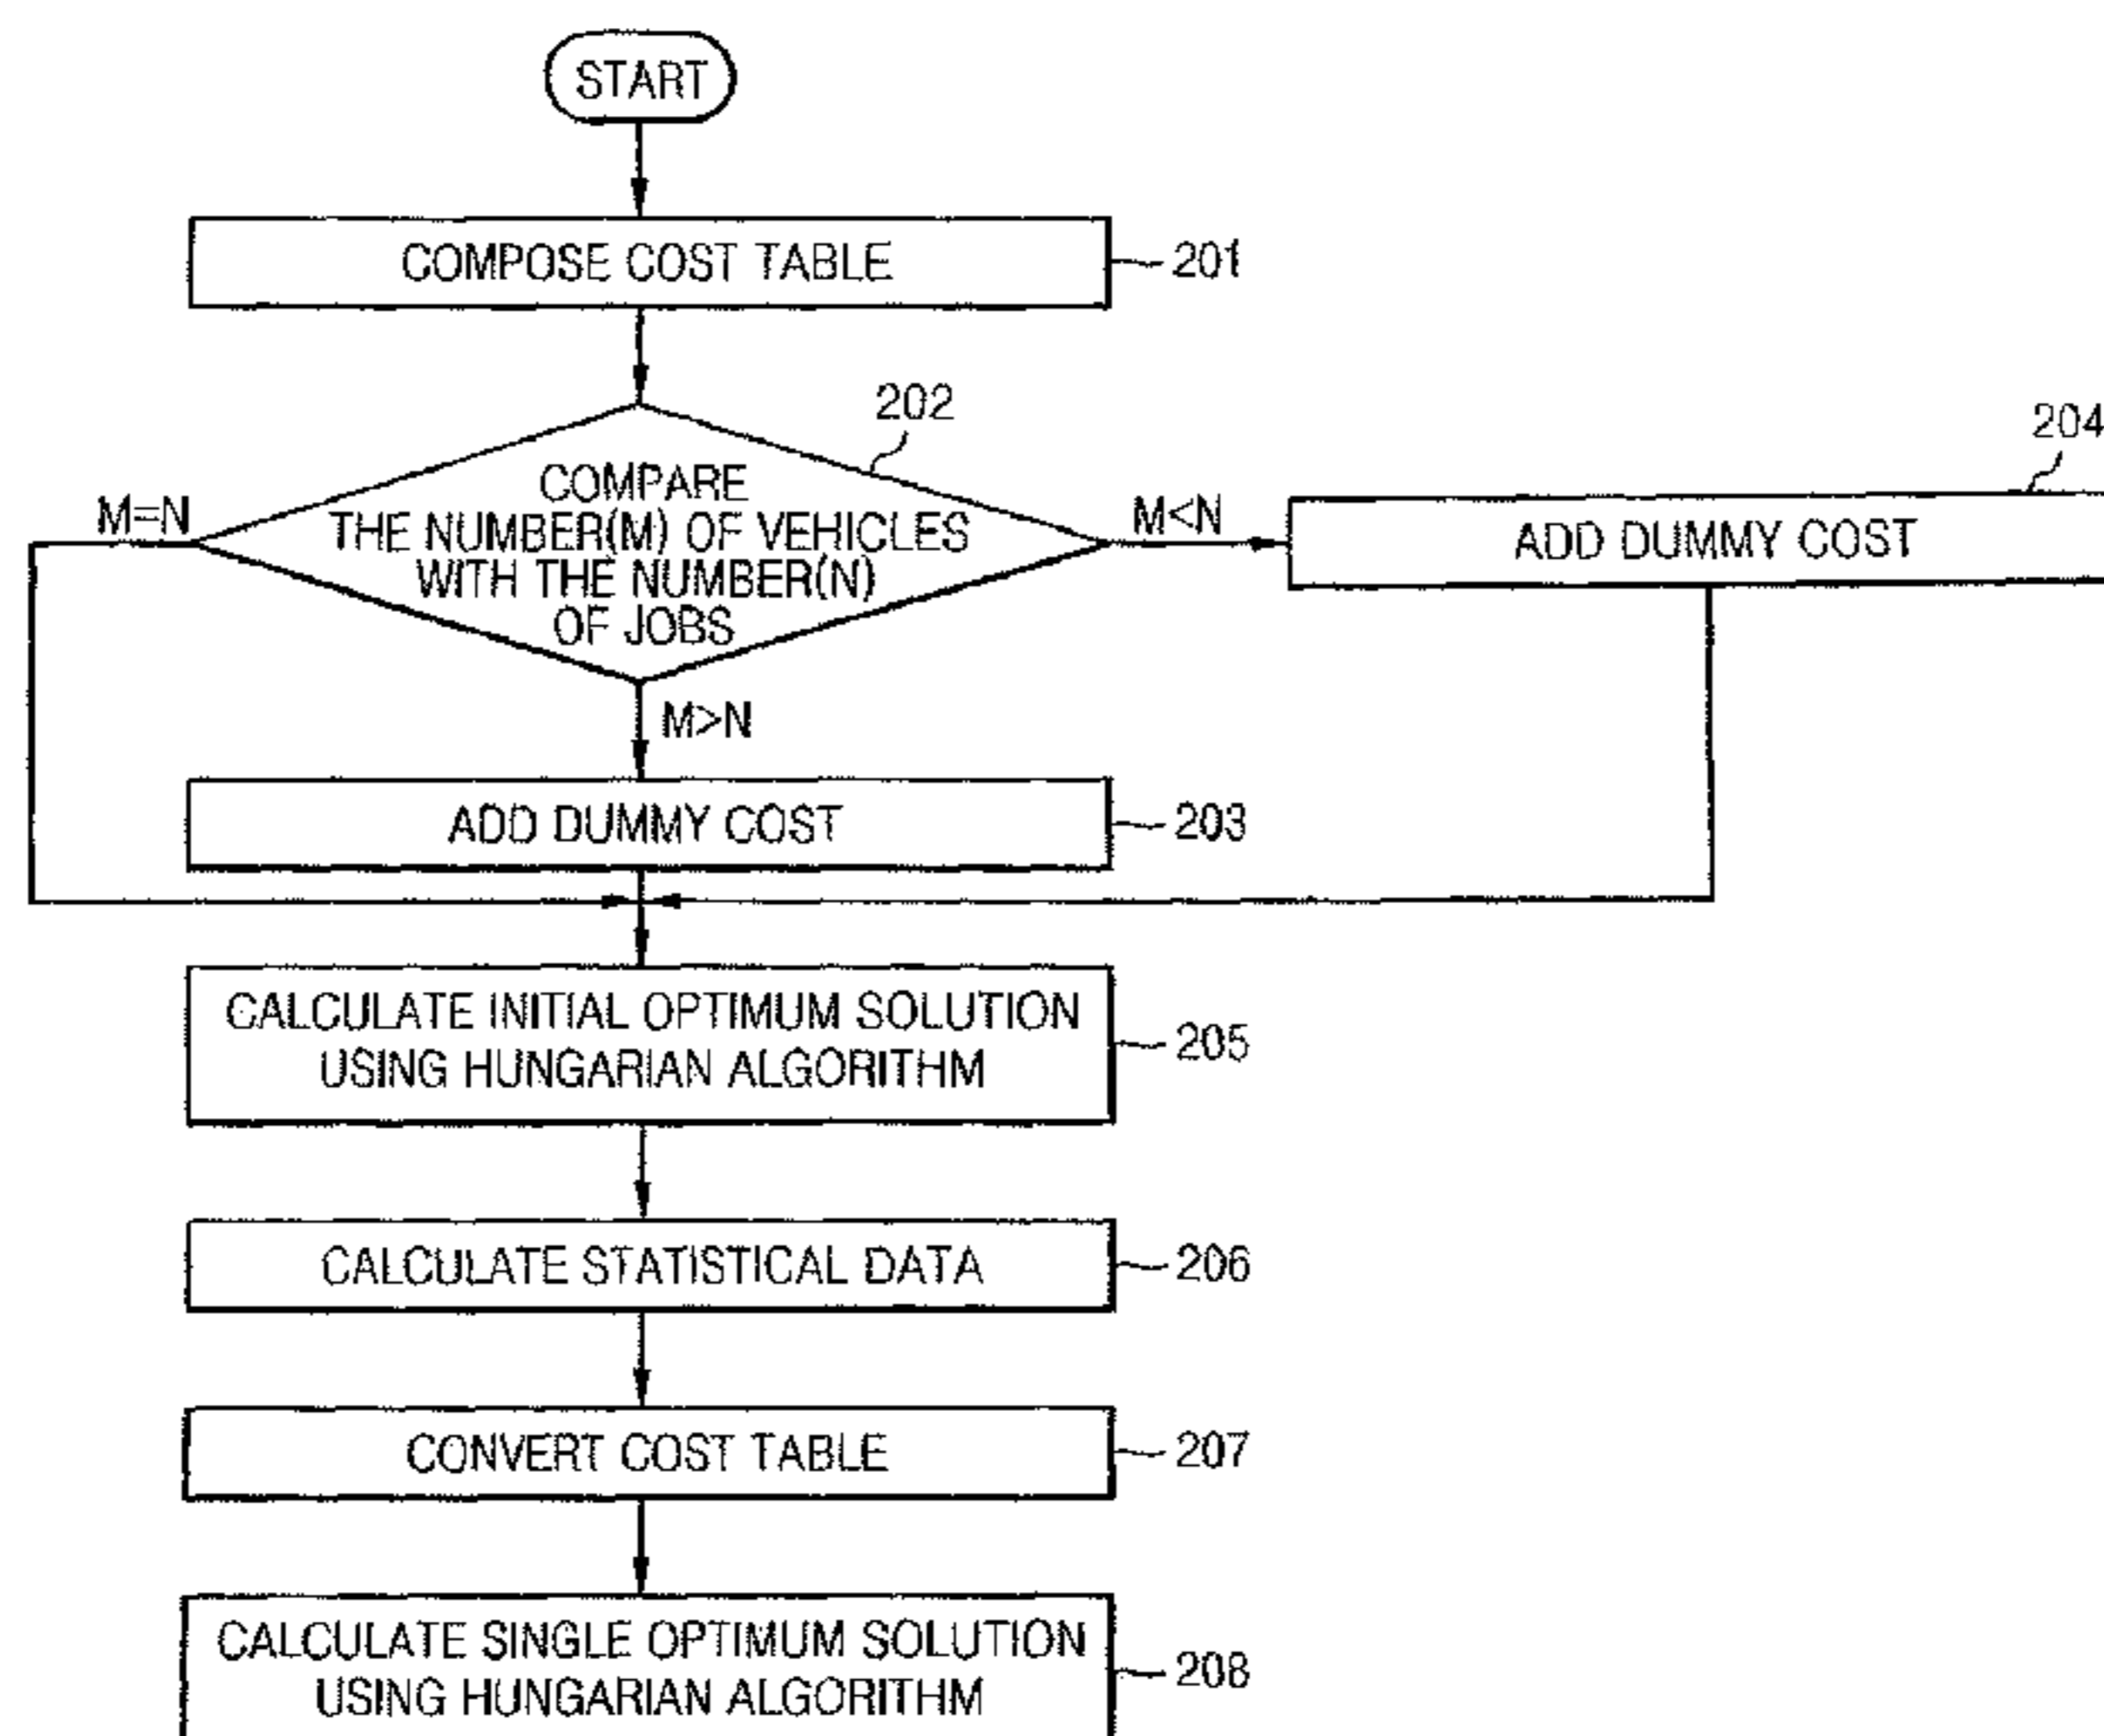 START
COMPOSE COST TABLE
201
202
204
M=N
COMPARE
THE NUMBER(M) OF VEHICLES
WITH THE NUMBER(N)
OF JOBS
M<N
ADD DUMMY COST
M>N
ADD DUMMY COST
203
CALCULATE INITIAL OPTIMUM SOLUTION
USING HUNGARIAN ALGORITHM
205
CALCULATE STATISTICAL DATA
206
CONVERT COST TABLE
207
CALCULATE SINGLE OPTIMUM SOLUTION
USING HUNGARIAN ALGORITHM
208